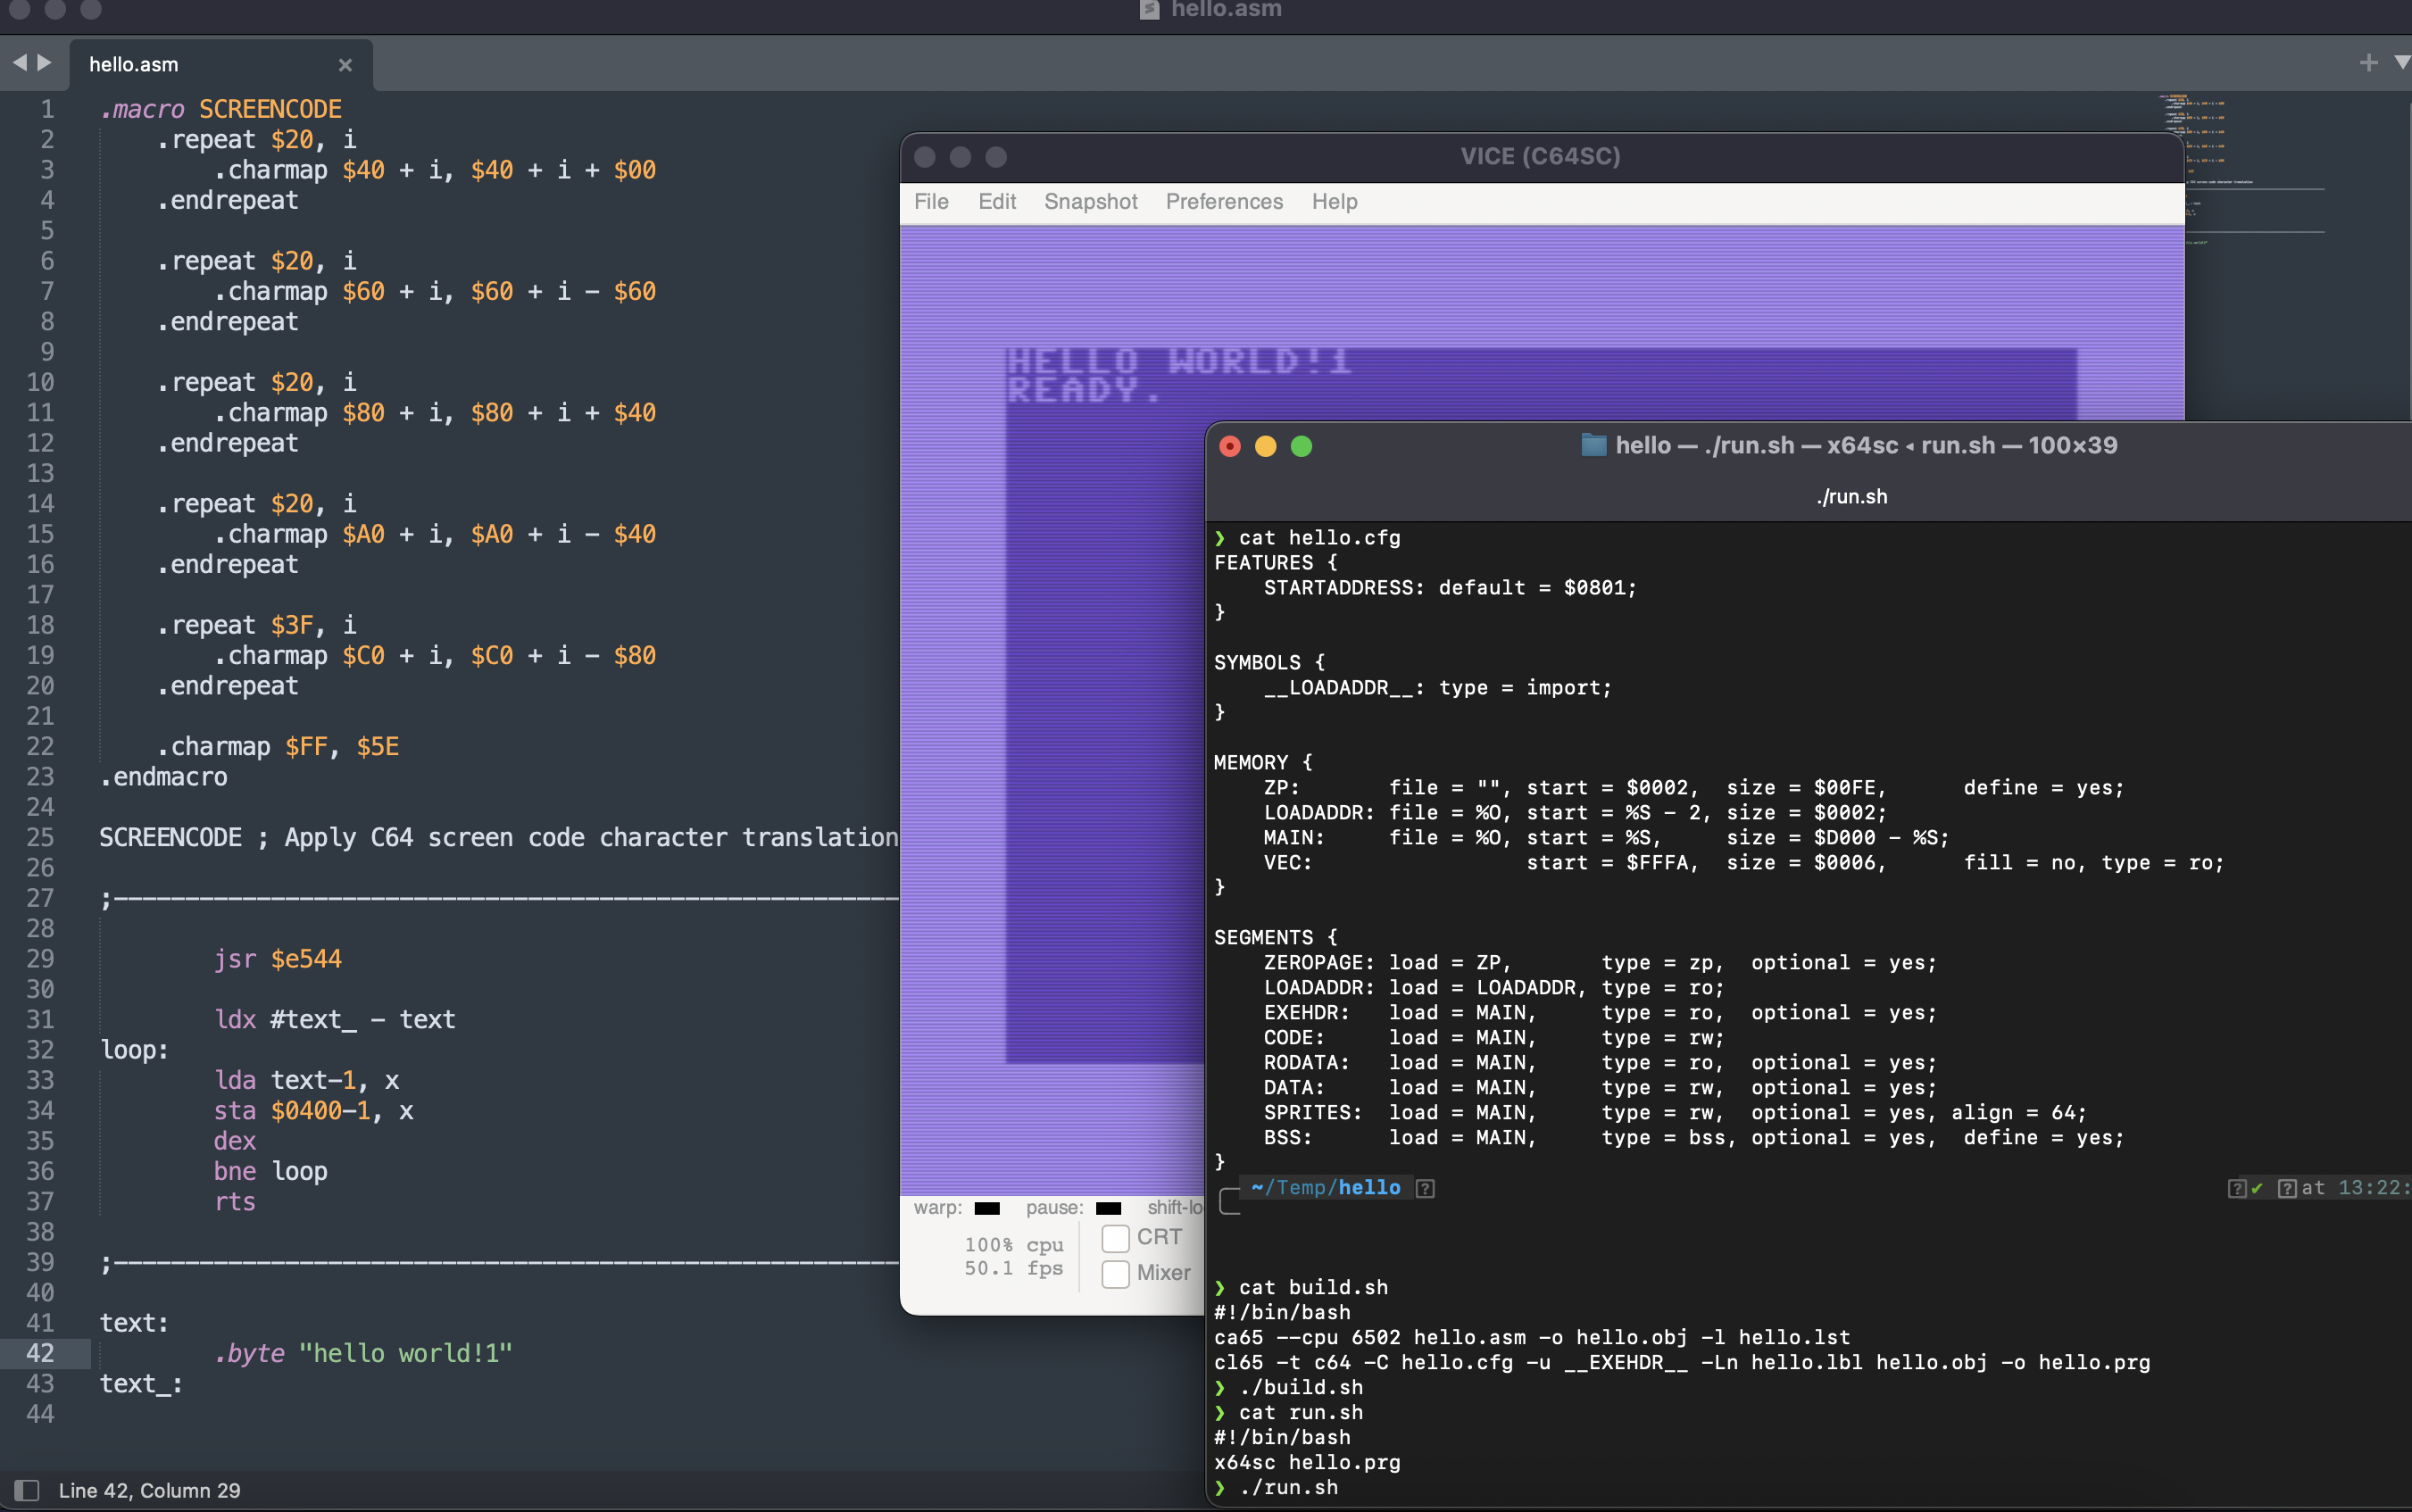 hello.asm
hello.asm ×
1 .macro SCREENCODE
2 .repeat $20, i
3 .charmap $40 + i, $40 + i + $00
4 .endrepeat
5
6 .repeat $20, i
7 .charmap $60 + i, $60 + i - $60
8 .endrepeat
9
10 .repeat $20, i
11 .charmap $80 + i, $80 + i + $40
12 .endrepeat
13
14 .repeat $20, i
15 .charmap $A0 + i, $A0 + i - $40
16 .endrepeat
17
18 .repeat $3F, i
19 .charmap $C0 + i, $C0 + i - $80
20 .endrepeat
21
22 .charmap $FF, $5E
23 .endmacro
24
25 SCREENCODE ; Apply C64 screen code character translation
26
27 ;-------------------------------------------------------
28
29 jsr $e544
30
31 ldx #text_ - text
32 loop:
33 lda text-1, x
34 sta $0400-1, x
35 dex
36 bne loop
37 rts
38
39 ;-------------------------------------------------------
40
41 text:
42 .byte "hello world!1"
43 text_:
44
Line 42, Column 29
VICE (C64SC)
File Edit Snapshot Preferences Help
HELLO WORLD!1
READY.
warp: pause: shift-lo
100% cpu
50.1 fps
CRT
Mixer
hello — ./run.sh — x64sc ◂ run.sh — 100×39
./run.sh
❯ cat hello.cfg
FEATURES {
STARTADDRESS: default = $0801;
}
SYMBOLS {
__LOADADDR__: type = import;
}
MEMORY {
ZP: file = "", start = $0002, size = $00FE, define = yes;
LOADADDR: file = %O, start = %S - 2, size = $0002;
MAIN: file = %O, start = %S, size = $D000 - %S;
VEC: start = $FFFA, size = $0006, fill = no, type = ro;
}
SEGMENTS {
ZEROPAGE: load = ZP, type = zp, optional = yes;
LOADADDR: load = LOADADDR, type = ro;
EXEHDR: load = MAIN, type = ro, optional = yes;
CODE: load = MAIN, type = rw;
RODATA: load = MAIN, type = ro, optional = yes;
DATA: load = MAIN, type = rw, optional = yes;
SPRITES: load = MAIN, type = rw, optional = yes, align = 64;
BSS: load = MAIN, type = bss, optional = yes, define = yes;
}
~/Temp/hello ? ?✔ ?at 13:22:
❯ cat build.sh
#!/bin/bash
ca65 --cpu 6502 hello.asm -o hello.obj -l hello.lst
cl65 -t c64 -C hello.cfg -u __EXEHDR__ -Ln hello.lbl hello.obj -o hello.prg
❯ ./build.sh
❯ cat run.sh
#!/bin/bash
x64sc hello.prg
❯ ./run.sh